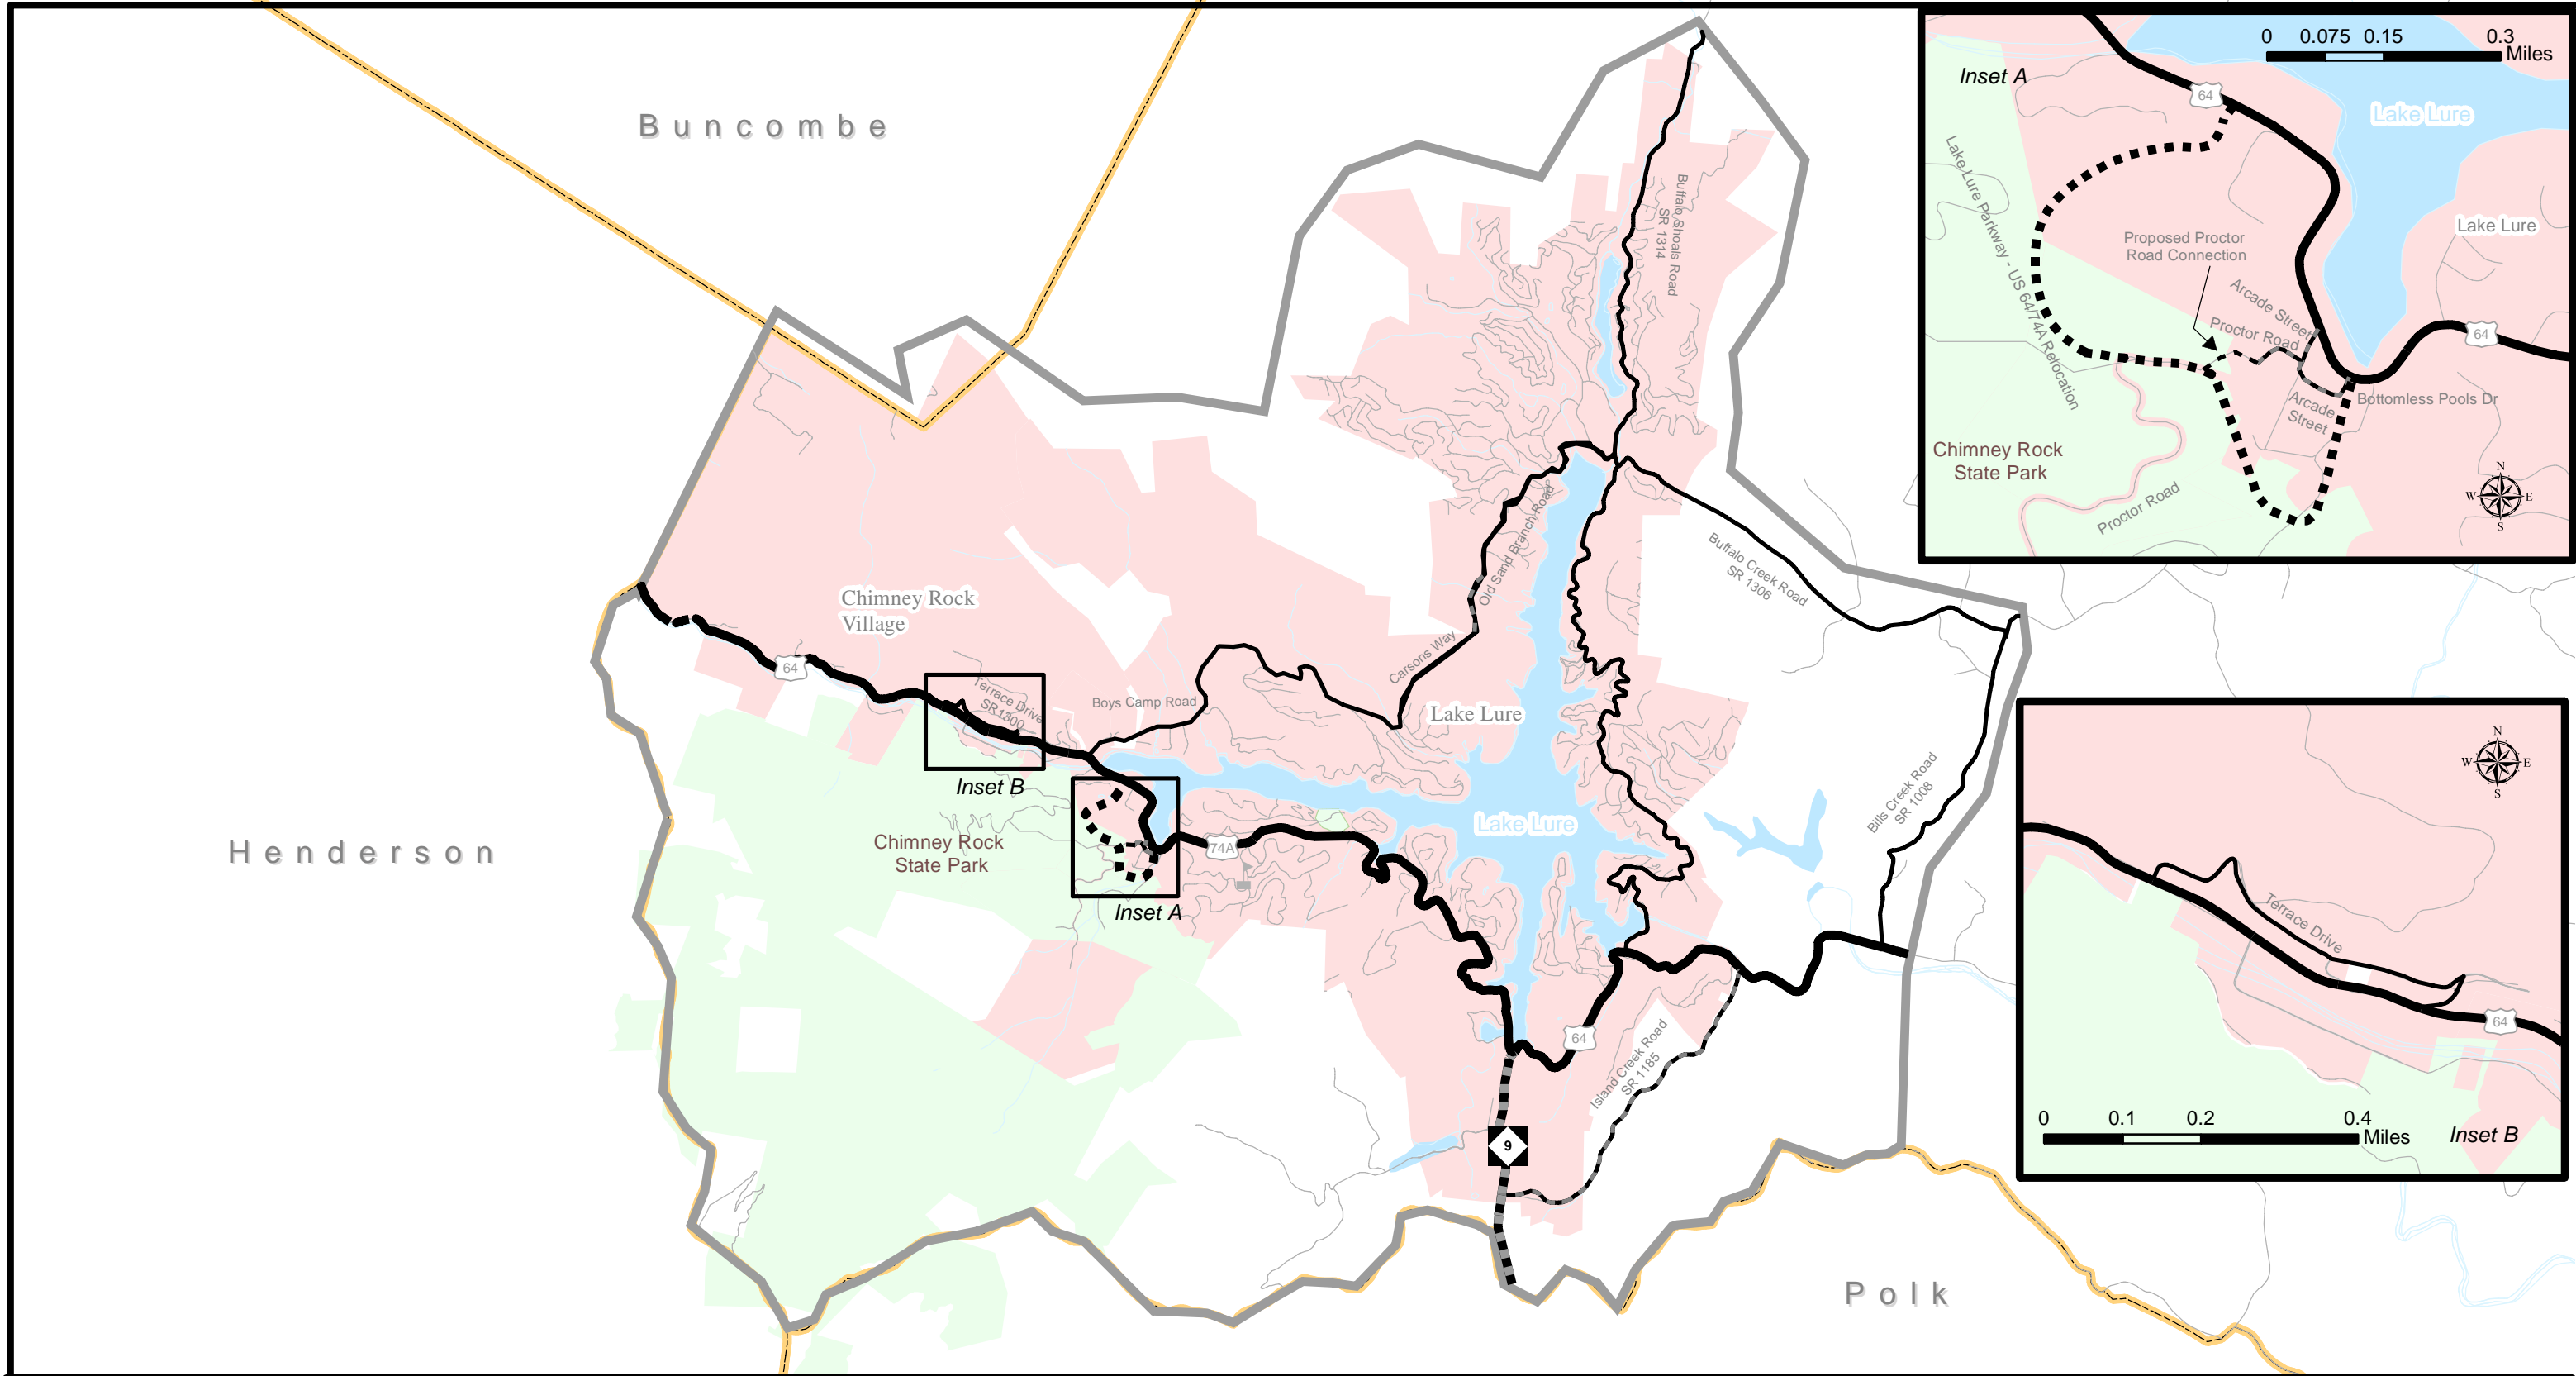 Buncombe
Henderson
Polk
Chimney Rock
Village
64
Terrace Drive
SR1300
Inset B
Boys Camp Road
Chimney Rock
State Park
Inset A
74A
Carsons Way
Old Sand Branch Road
Lake Lure
Lake Lure
Buffalo Shoals Road
SR 1314
Buffalo Creek Road
SR 1306
Bills Creek Road
SR 1008
64
Island Creek Road
SR 1185
9
Inset A
0 0.075 0.15 0.3
Miles
64
Lake Lure
Lake Lure
Lake Lure Parkway - US 64/74A Relocation
Proposed Proctor
Road Connection
Arcade Street
Proctor Road
64
Arcade
Street
Bottomless Pools Dr
Chimney Rock
State Park
Proctor Road
N
W E
S
N
W E
S
Terrace Drive
64
0 0.1 0.2 0.4
Miles
Inset B